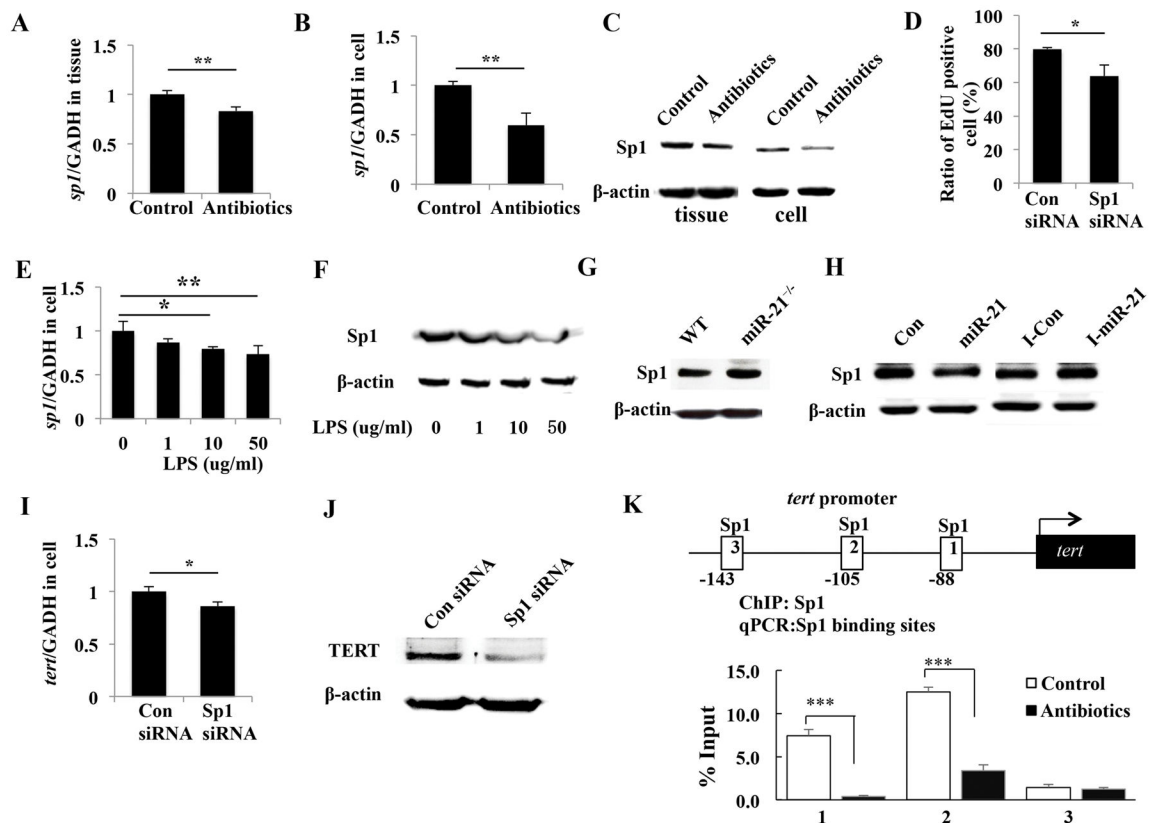 A
sp1/GADH in tissue
1.5
1
0.5
0
**
Control Antibiotics
B
sp1/GADH in cell
1.5
1
0.5
0
**
Control Antibiotics
C
Control Antibiotics Control Antibiotics
Sp1
β-actin
tissue cell
D
Ratio of EdU positive
cell (%)
100
80
60
40
20
0
*
Con Sp1
siRNA siRNA
E
sp1/GADH in cell
1.5
1
0.5
0
**
*
0 1 10 50
LPS (ug/ml)
F
Sp1
β-actin
LPS (ug/ml) 0 1 10 50
G
WT miR-21-/-
Sp1
β-actin
H
Con miR-21 I-Con I-miR-21
Sp1
β-actin
I
tert/GADH in cell
1.5
1
0.5
0
*
Con Sp1
siRNA siRNA
J
Con siRNA Sp1 siRNA
TERT
β-actin
K
tert promoter
Sp1 Sp1 Sp1
3 2 1 tert
-143 -105 -88
ChIP: Sp1
qPCR:Sp1 binding sites
% Input
15.0
10.0
5.0
0.0
*** ***
Control
Antibiotics
1 2 3